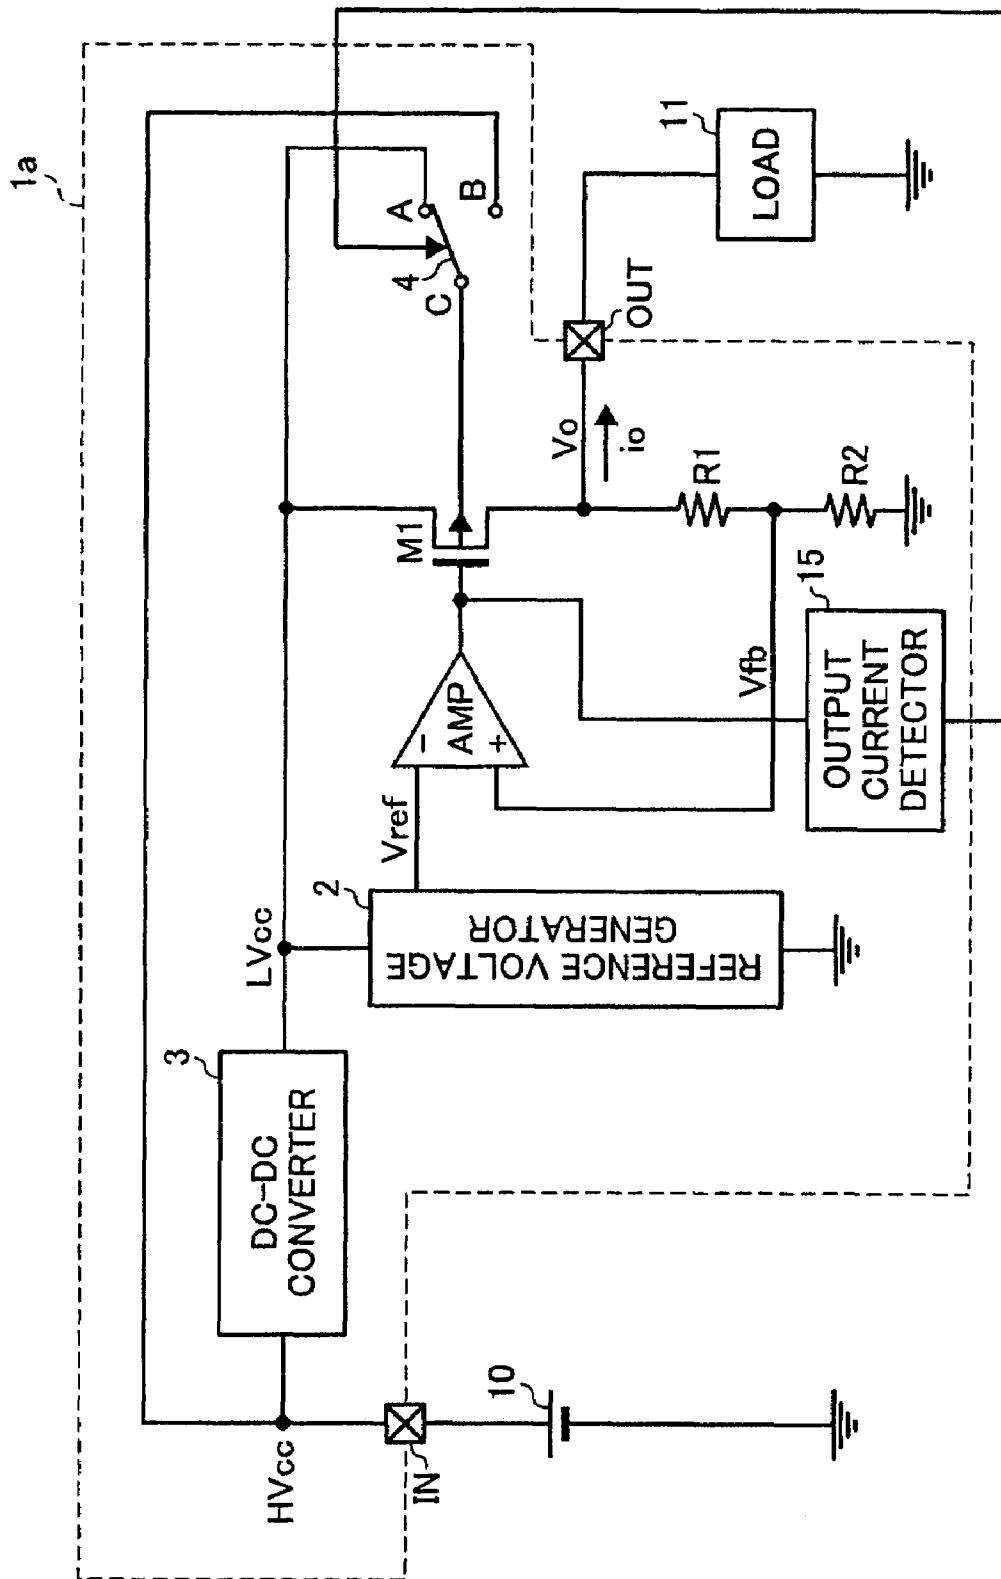 1a
HVcc
IN
10
3
DC-DC
CONVERTER
LVcc
2
REFERENCE VOLTAGE
GENERATOR
Vref
-
AMP
+
M1
C
4
A
B
Vo
io
OUT
11
LOAD
R1
R2
Vfb
15
OUTPUT
CURRENT
DETECTOR